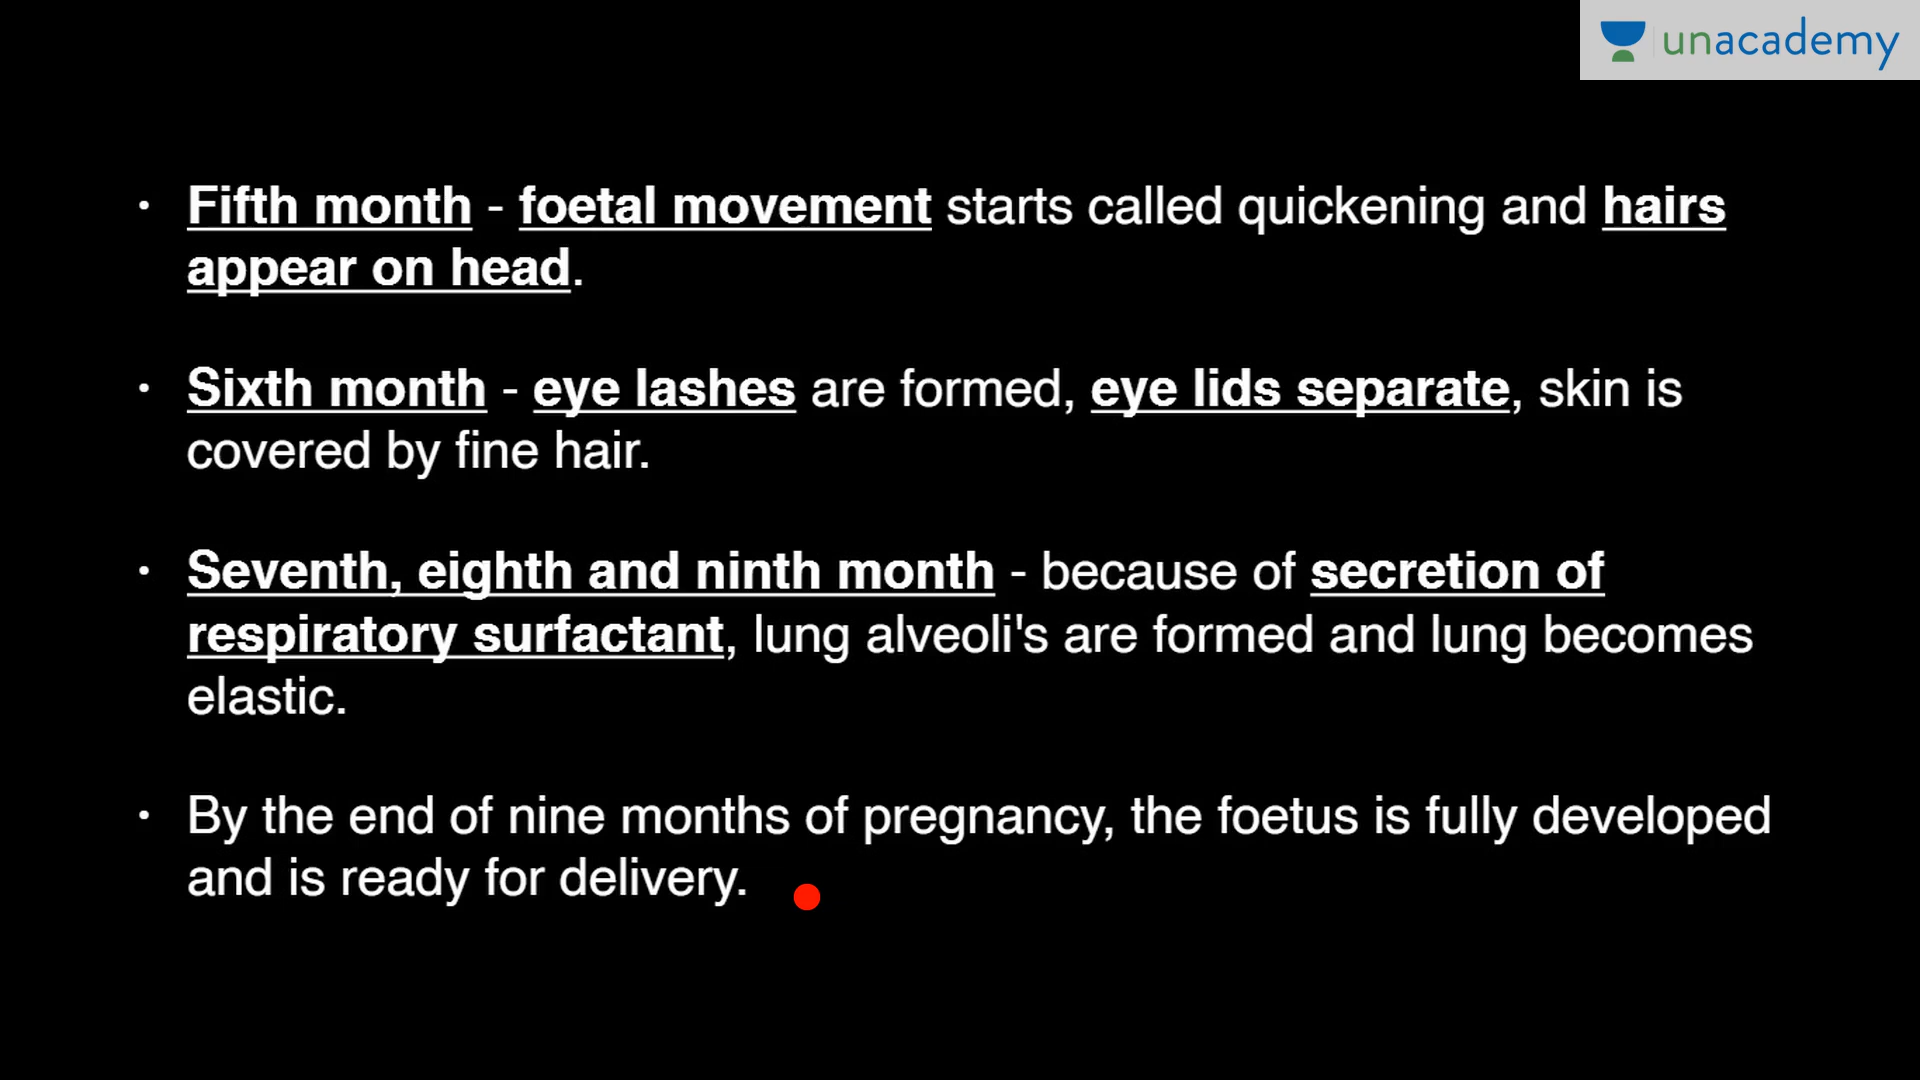 unacademy
• Fifth month - foetal movement starts called quickening and hairs
appear on head.
• Sixth month - eye lashes are formed, eye lids separate, skin is
covered by fine hair.
• Seventh, eighth and ninth month - because of secretion of
respiratory surfactant, lung alveoli's are formed and lung becomes
elastic.
• By the end of nine months of pregnancy, the foetus is fully developed
and is ready for delivery.